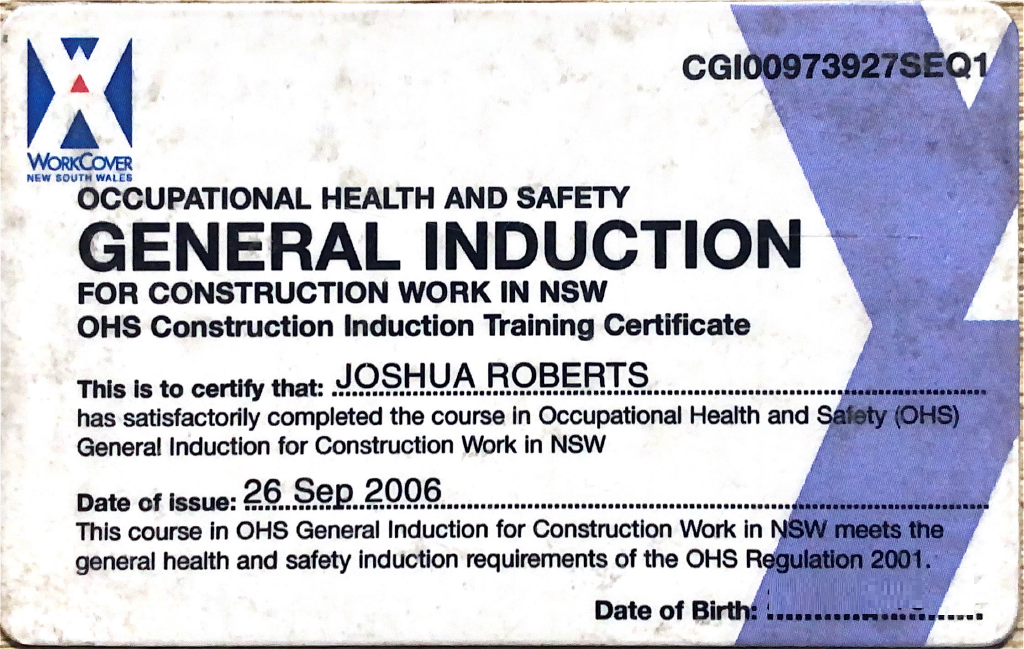 CGI00973927SEQ1
WORKCOVER
NEW SOUTH WALES
OCCUPATIONAL HEALTH AND SAFETY
GENERAL INDUCTION
FOR CONSTRUCTION WORK IN NSW
OHS Construction Induction Training Certificate
This is to certify that: JOSHUA ROBERTS
has satisfactorily completed the course in Occupational Health and Safety (OHS)
General Induction for Construction Work in NSW
Date of issue: 26 Sep 2006
This course in OHS General Induction for Construction Work in NSW meets the
general health and safety induction requirements of the OHS Regulation 2001.
Date of Birth: